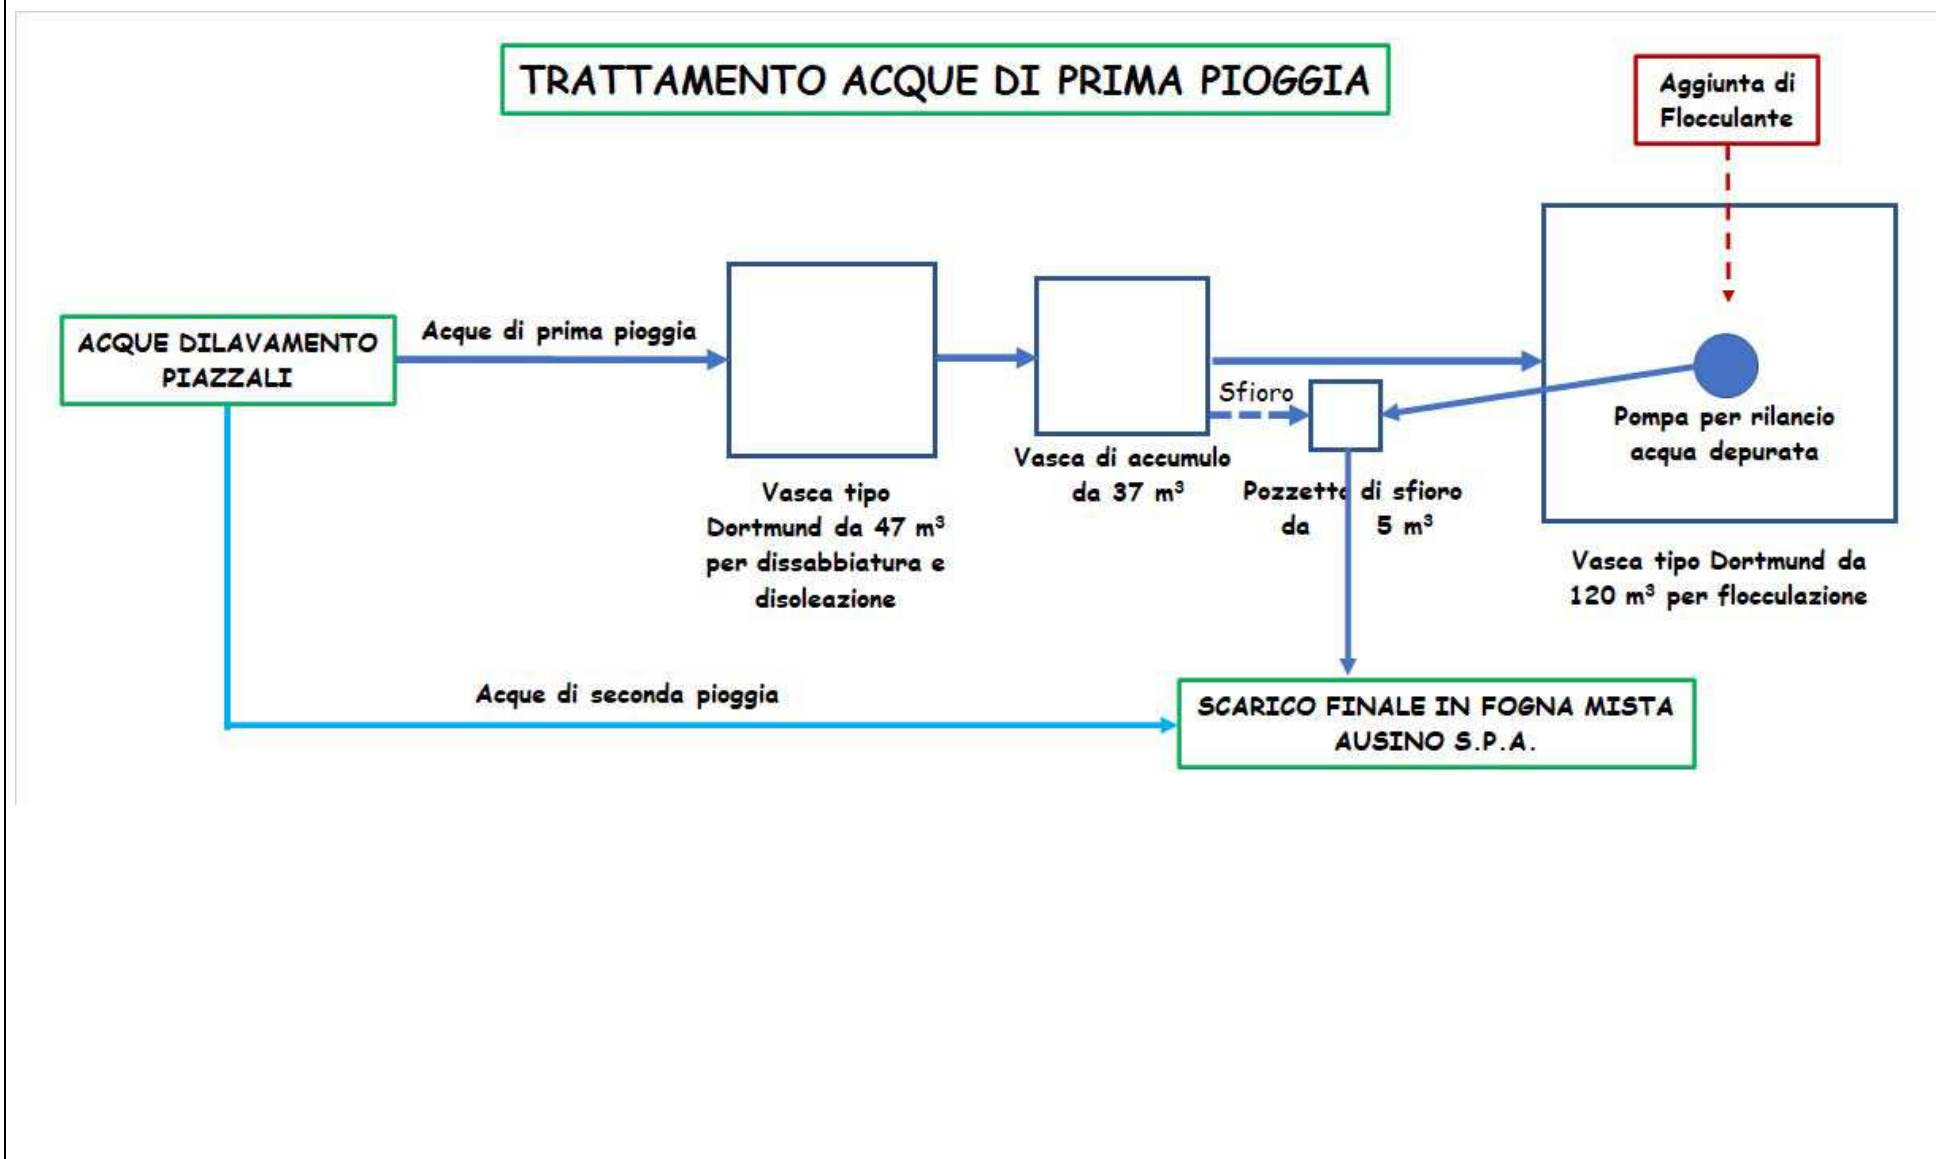 TRATTAMENTO ACQUE DI PRIMA PIOGGIA
Aggiunta di
Flocculante
ACQUE DILAVAMENTO
PIAZZALI
Acque di prima pioggia
Sfioro
Pompa per rilancio
acqua depurata
Vasca di accumulo
da 37 m³
Vasca tipo
Dortmund da 47 m³
per dissabbiatura e
disoleazione
Pozzetto di sfioro
da 5 m³
Vasca tipo Dortmund da
120 m³ per flocculazione
Acque di seconda pioggia
SCARICO FINALE IN FOGNA MISTA
AUSINO S.P.A.